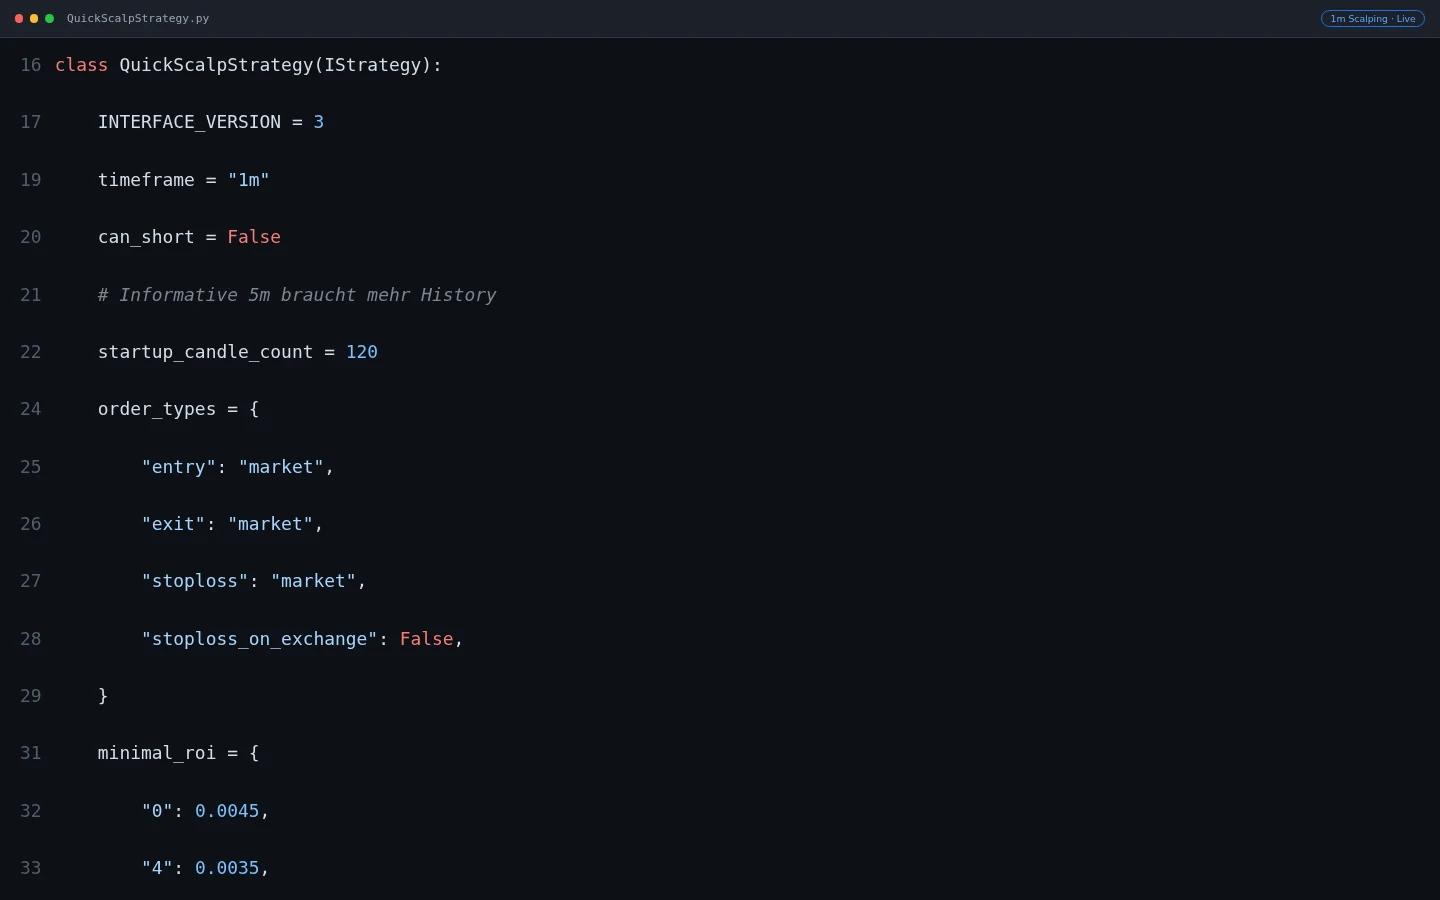 QuickScalpStrategy.py
1m Scalping · Live
16 class QuickScalpStrategy(IStrategy):
17     INTERFACE_VERSION = 3
19     timeframe = "1m"
20     can_short = False
21     # Informative 5m braucht mehr History
22     startup_candle_count = 120
24     order_types = {
25         "entry": "market",
26         "exit": "market",
27         "stoploss": "market",
28         "stoploss_on_exchange": False,
29     }
31     minimal_roi = {
32         "0": 0.0045,
33         "4": 0.0035,